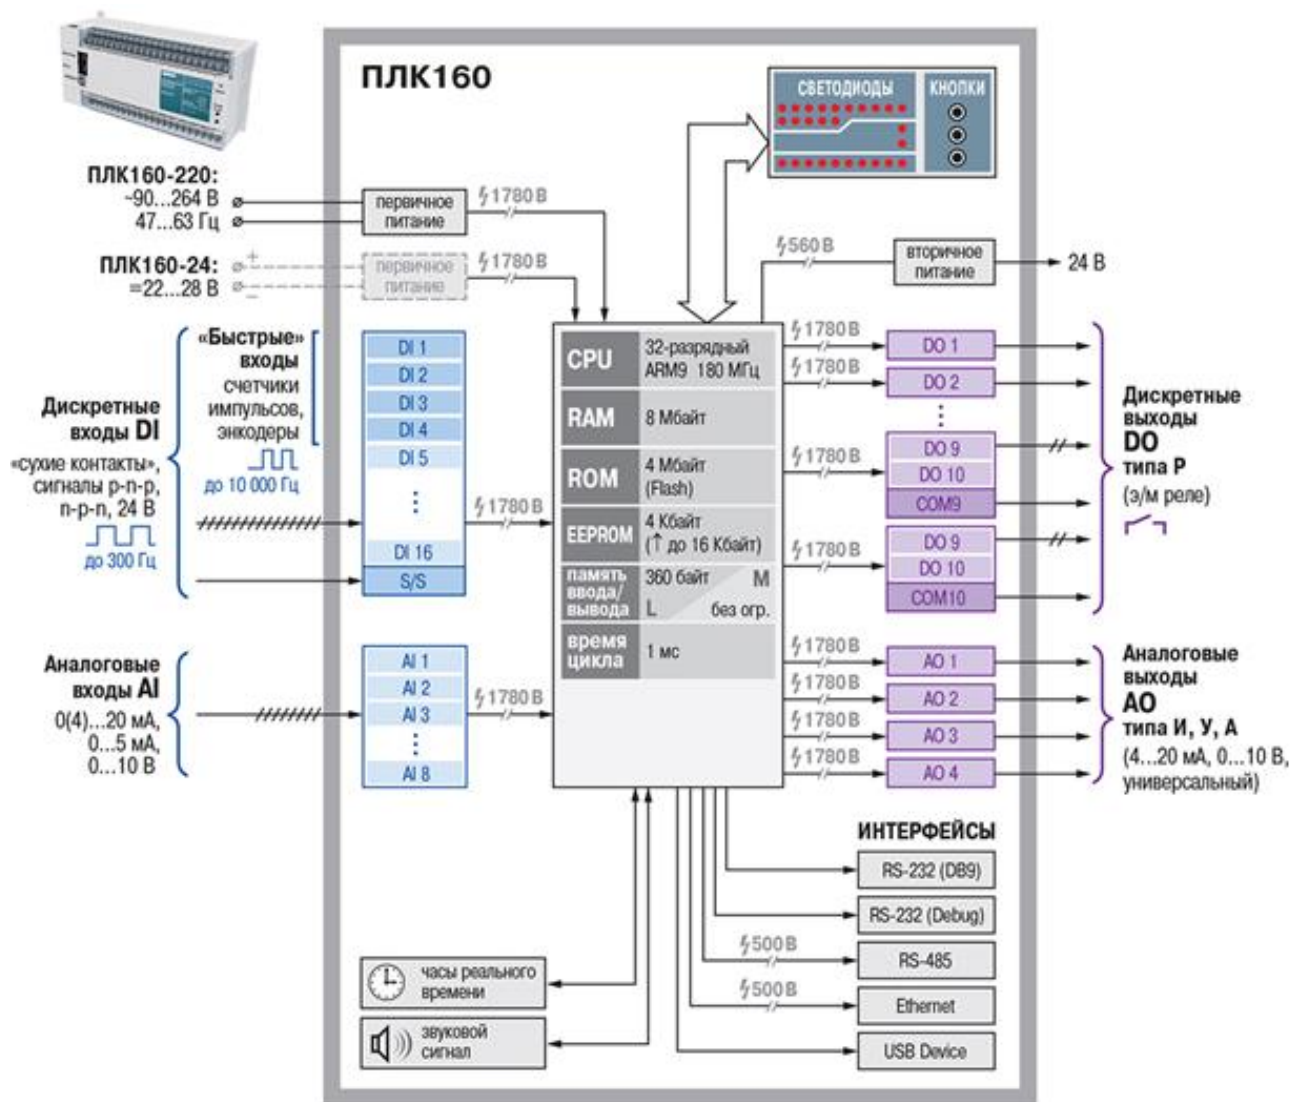 ПЛК160
СВЕТОДИОДЫ
КНОПКИ
ПЛК160-220:
~90...264 В
47...63 Гц
первичное
питание
1780 В
ПЛК160-24:
=22...28 В
+
–
первичное
питание
1780 В
560 В
вторичное
питание
24 В
«Быстрые»
входы
счетчики
импульсов,
энкодеры
до 10 000 Гц
Дискретные
входы DI
«сухие контакты»,
сигналы p-n-p,
n-p-n, 24 В
до 300 Гц
DI 1
DI 2
DI 3
DI 4
DI 5
DI 16
S/S
1780 В
CPU
32-разрядный
ARM9 180 МГц
RAM
8 Мбайт
ROM
4 Мбайт
(Flash)
EEPROM
4 Кбайт
(↑ до 16 Кбайт)
память
ввода/
вывода
360 байт
M
L
без огр.
время
цикла
1 мс
1780 В
DO 1
1780 В
DO 2
1780 В
DO 9
DO 10
COM9
1780 В
DO 9
DO 10
COM10
Дискретные
выходы
DO
типа Р
(э/м реле)
Аналоговые
входы AI
0(4)...20 мА,
0...5 мА,
0...10 В
AI 1
AI 2
AI 3
AI 8
1780 В
1780 В
AO 1
1780 В
AO 2
1780 В
AO 3
1780 В
AO 4
Аналоговые
выходы
АО
типа И, У, А
(4...20 мА, 0...10 В,
универсальный)
ИНТЕРФЕЙСЫ
RS-232 (DB9)
RS-232 (Debug)
500 В
RS-485
500 В
Ethernet
USB Device
часы реального
времени
звуковой
сигнал